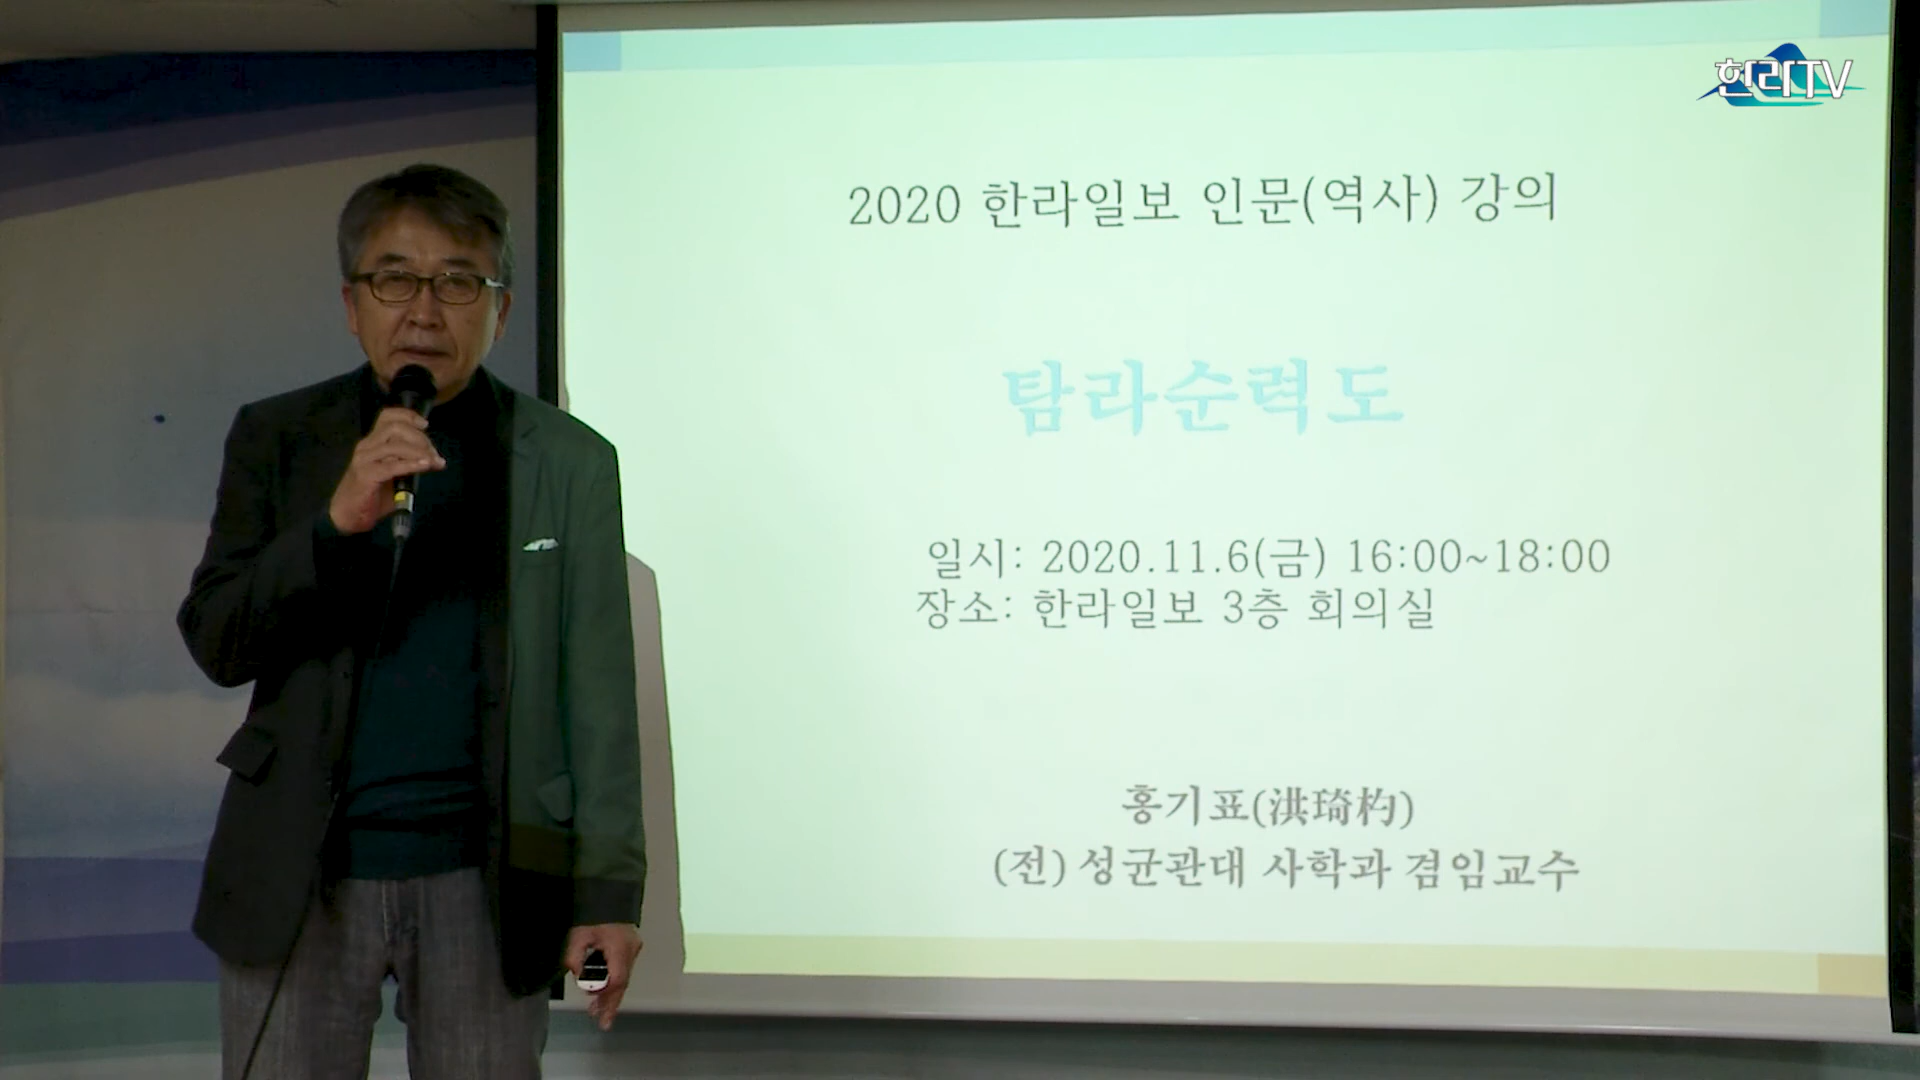 한라TV
2020 한라일보 인문(역사) 강의
탐라순력도
일시: 2020.11.6(금) 16:00~18:00
장소: 한라일보 3층 회의실
홍기표(洪琦杓)
(전) 성균관대 사학과 겸임교수